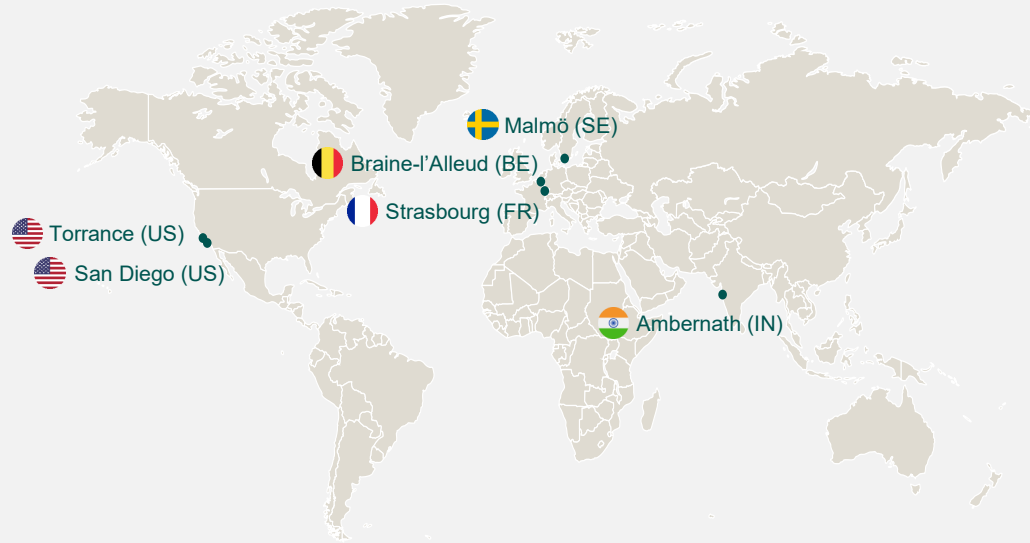 Malmö (SE)
Braine-l’Alleud (BE)
Strasbourg (FR)
Torrance (US)
San Diego (US)
Ambernath (IN)